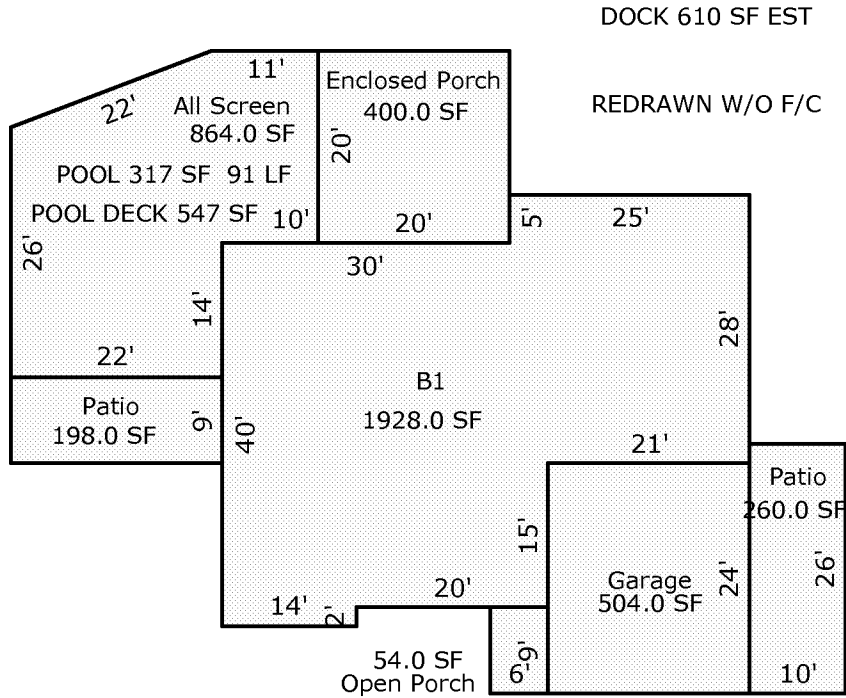 DOCK 610 SF EST
11'
Enclosed Porch
400.0 SF
22'
All Screen
864.0 SF
REDRAWN W/O F/C
20'
POOL 317 SF 91 LF
POOL DECK 547 SF
10'
20'
5'
25'
26'
30'
14'
28'
22'
B1
1928.0 SF
Patio
198.0 SF
9'
40'
21'
Patio
260.0 SF
15'
Garage
504.0 SF
24'
26'
20'
14'
2'
54.0 SF
Open Porch
6'
9'
10'